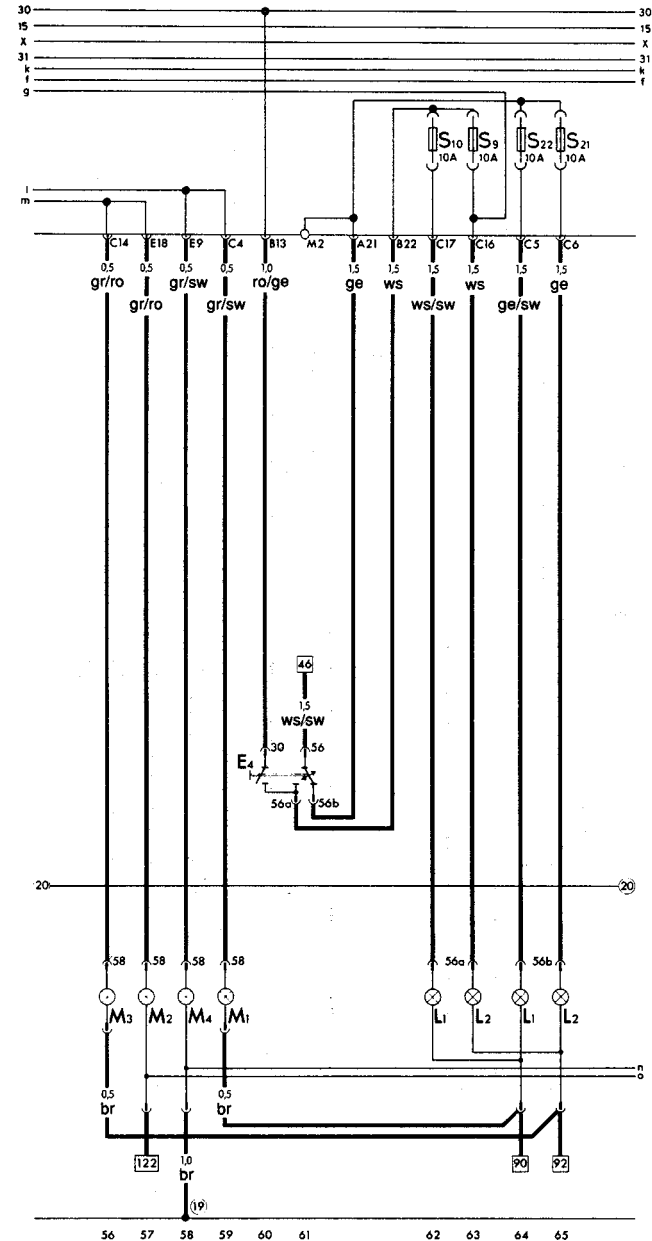 30 30
15 15
X X
31 31
k k
f f
g
S10 S9 S22 S21
10A 10A 10A 10A
l
m
C14 E18 E9 C4 B13 M2 A21 B22 C17 C16 C5 C6
0,5 0,5 0,5 0,5 1,0 1,5 1,5 1,5 1,5 1,5 1,5
gr/ro gr/sw ro/ge ge ws ws ge
gr/ro gr/sw ws/sw ge/sw
46
1,5
ws/sw
30 56
E4
56a 56b
20 20
58 58 58 58 56a 56b
M3 M2 M4 M1 L1 L2 L1 L2
n
o
0,5 0,5
br br
122 90 92
1,0
br
19
56 57 58 59 60 61 62 63 64 65